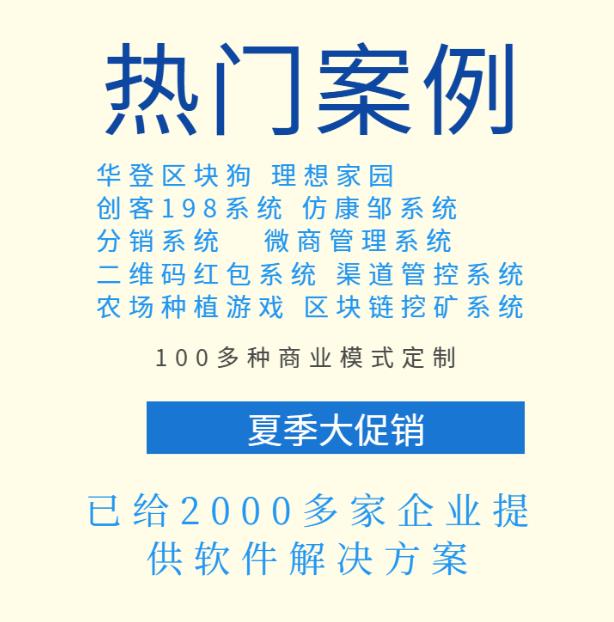 热门案例
华登区块狗 理想家园
创客198系统 仿康邹系统
分销系统 微商管理系统
二维码红包系统 渠道管控系统
农场种植游戏 区块链挖矿系统
100多种商业模式定制
夏季大促销
已给2000多家企业提
供软件解决方案